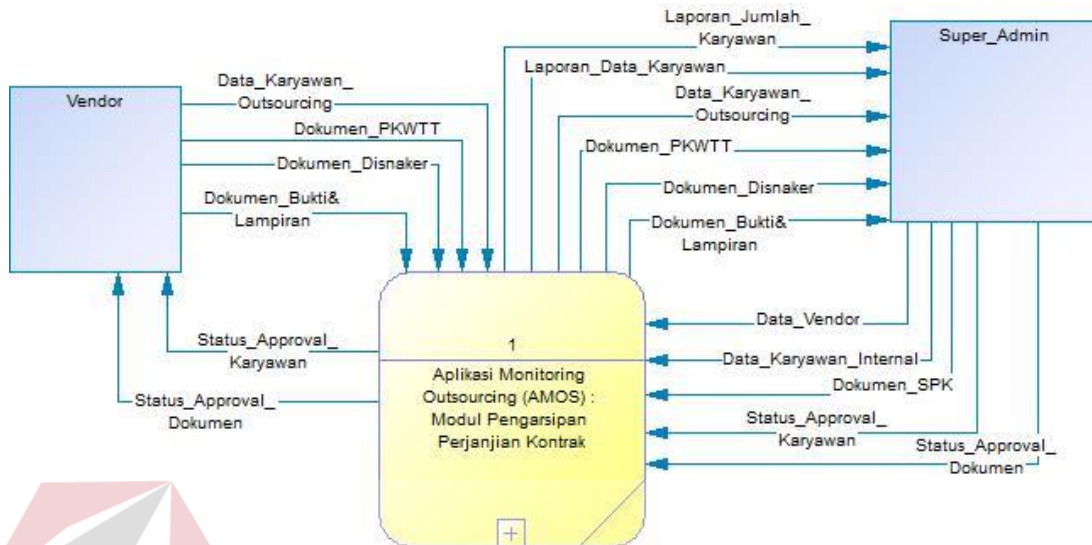 Vendor
Data_Karyawan_
Outsourcing
Dokumen_PKWTT
Dokumen_Disnaker
Dokumen_Bukti&
Lampiran
Status_Approval_
Karyawan
Status_Approval_
Dokumen
Laporan_Jumlah_
Karyawan
Laporan_Data_Karyawan
Data_Karyawan_
Outsourcing
Dokumen_PKWTT
Dokumen_Disnaker
Dokumen_Bukti&
Lampiran
Super_Admin
Data_Vendor
Data_Karyawan_Internal
Dokumen_SPK
Status_Approval_
Karyawan
Status_Approval_
Dokumen
1
Aplikasi Monitoring
Outsourcing (AMOS) :
Modul Pengarsipan
Perjanjian Kontrak
+